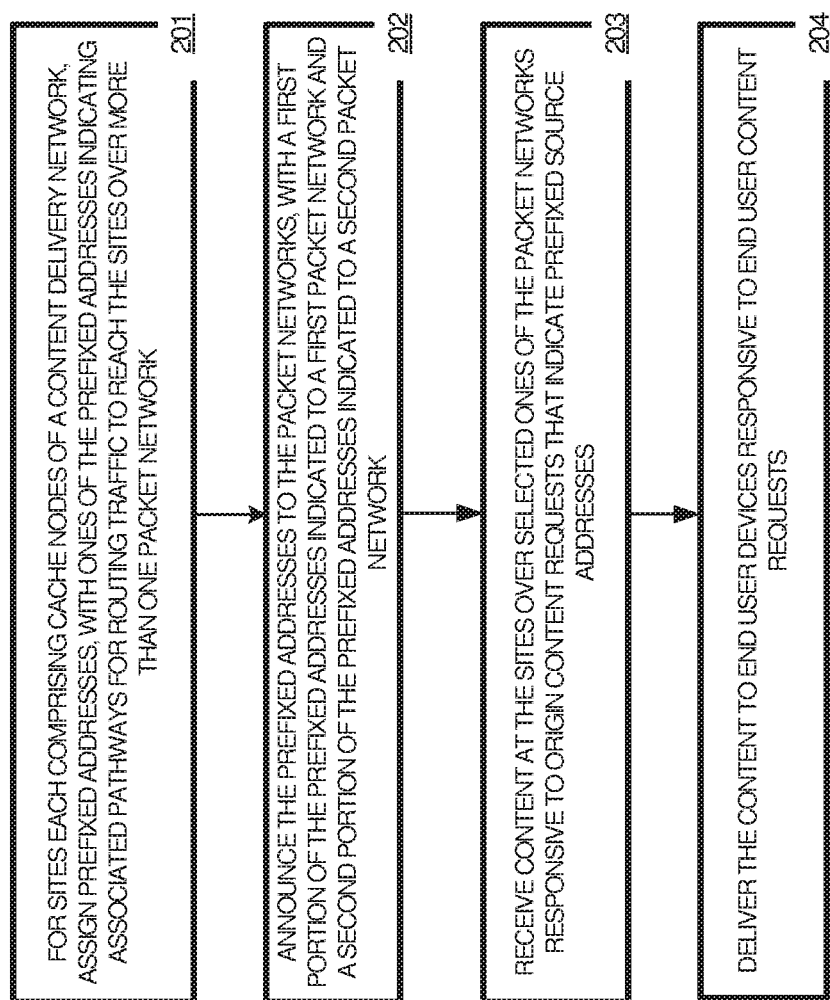 FOR SITES EACH COMPRISING CACHE NODES OF A CONTENT DELIVERY NETWORK,
ASSIGN PREFIXED ADDRESSES, WITH ONES OF THE PREFIXED ADDRESSES INDICATING
ASSOCIATED PATHWAYS FOR ROUTING TRAFFIC TO REACH THE SITES OVER MORE
THAN ONE PACKET NETWORK
201
ANNOUNCE THE PREFIXED ADDRESSES TO THE PACKET NETWORKS, WITH A FIRST
PORTION OF THE PREFIXED ADDRESSES INDICATED TO A FIRST PACKET NETWORK AND
A SECOND PORTION OF THE PREFIXED ADDRESSES INDICATED TO A SECOND PACKET
NETWORK
202
RECEIVE CONTENT AT THE SITES OVER SELECTED ONES OF THE PACKET NETWORKS
RESPONSIVE TO ORIGIN CONTENT REQUESTS THAT INDICATE PREFIXED SOURCE
ADDRESSES
203
DELIVER THE CONTENT TO END USER DEVICES RESPONSIVE TO END USER CONTENT
REQUESTS
204